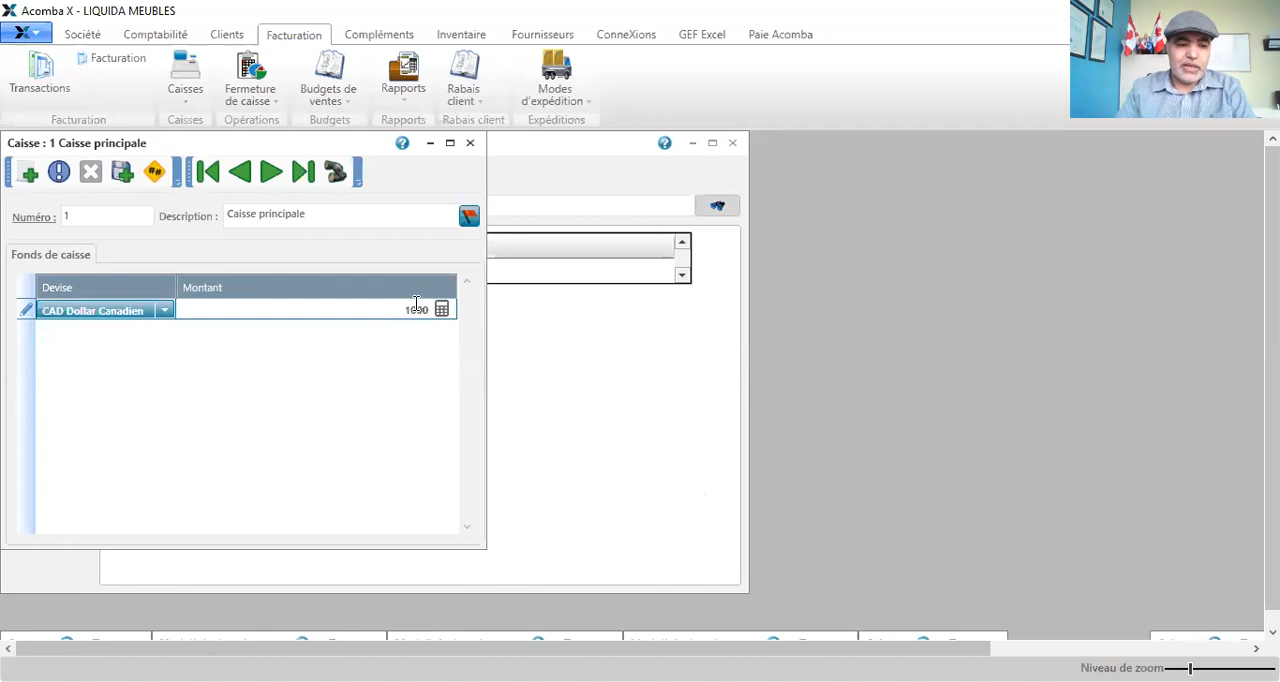 Acomba X - LIQUIDA MEUBLES
Société Comptabilité Clients Facturation Compléments Inventaire Fournisseurs ConneXions GEF Excel Paie Acomba
Transactions
Facturation
Caisses
Fermeture de caisse
Budgets de ventes
Rapports
Rabais client
Modes d'expédition
Facturation Caisses Opérations Budgets Rapports Rabais client Expéditions
Caisse : 1 Caisse principale
Numéro : 1 Description : Caisse principale
Fonds de caisse
Devise Montant
CAD Dollar Canadien
Niveau de zoom